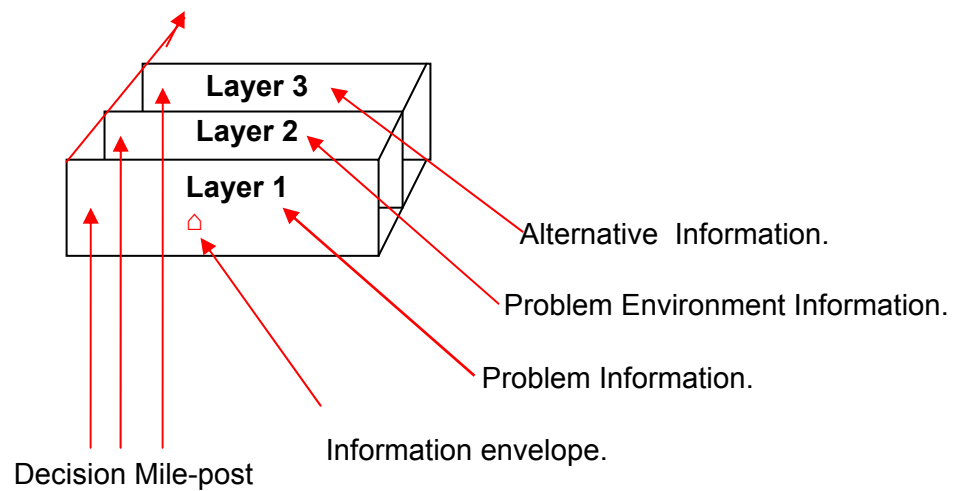 Layer 3
Layer 2
Layer 1
Alternative Information.
Problem Environment Information.
Problem Information.
Information envelope.
Decision Mile-post